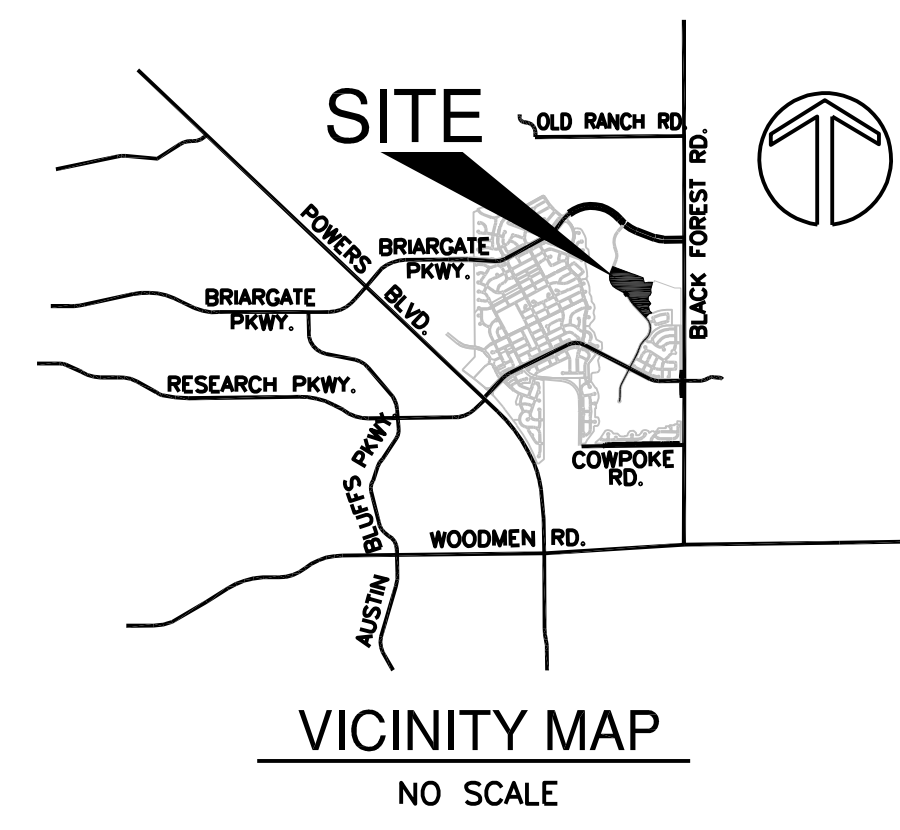 SITE
OLD RANCH RD.
BLACK FOREST RD.
POWERS BLVD.
BRIARGATE
PKWY.
BRIARGATE
PKWY.
RESEARCH PKWY.
AUSTIN BLUFFS PKWY.
COWPOKE
RD.
WOODMEN RD.
VICINITY MAP
NO SCALE